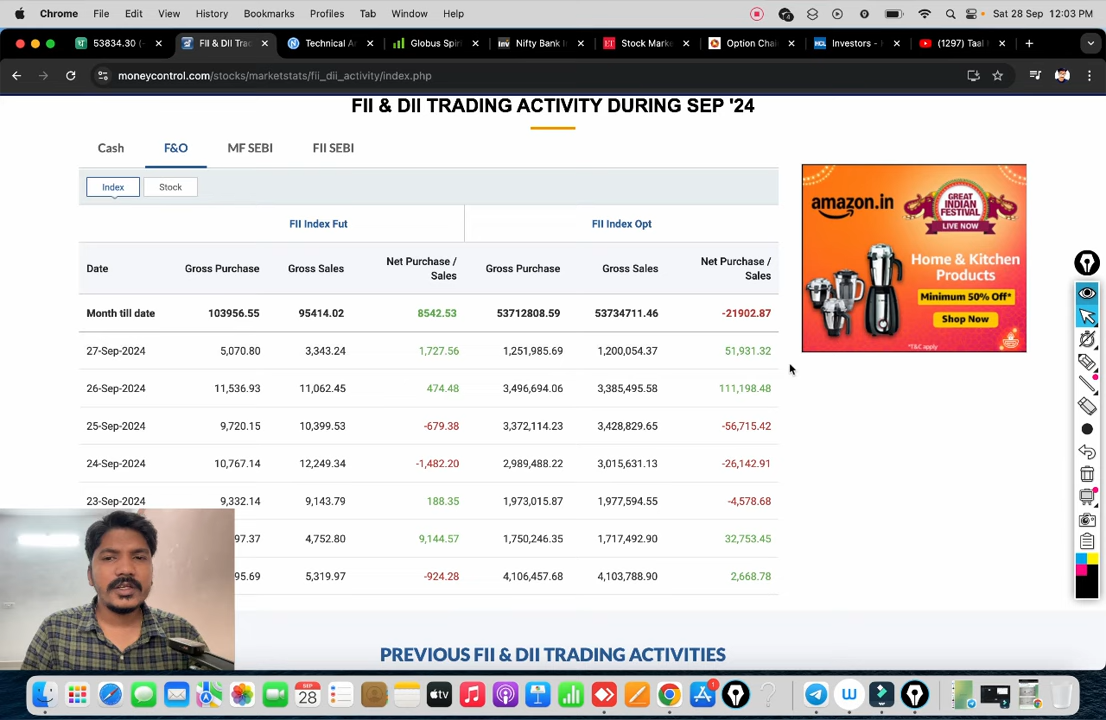 Chrome File Edit View History Bookmarks Profiles Tab Window Help Sat 28 Sep 12:03 PM
53834.30 ( FII & DII Trad Technical An Globus Spiri Nifty Bank In Stock Marke Option Chai Investors - (1297) Taal
moneycontrol.com/stocks/marketstats/fii_dii_activity/index.php
FII & DII TRADING ACTIVITY DURING SEP '24
Cash F&O MF SEBI FII SEBI
Index Stock
FII Index Fut FII Index Opt
Date Gross Purchase Gross Sales Net Purchase / Sales Gross Purchase Gross Sales Net Purchase / Sales
Month till date 103956.55 95414.02 8542.53 53712808.59 53734711.46 -21902.87
27-Sep-2024 5,070.80 3,343.24 1,727.56 1,251,985.69 1,200,054.37 51,931.32
26-Sep-2024 11,536.93 11,062.45 474.48 3,496,694.06 3,385,495.58 111,198.48
25-Sep-2024 9,720.15 10,399.53 -679.38 3,372,114.23 3,428,829.65 -56,715.42
24-Sep-2024 10,767.14 12,249.34 -1,482.20 2,989,488.22 3,015,631.13 -26,142.91
23-Sep-2024 9,332.14 9,143.79 188.35 1,973,015.87 1,977,594.55 -4,578.68
97.37 4,752.80 9,144.57 1,750,246.35 1,717,492.90 32,753.45
95.69 5,319.97 -924.28 4,106,457.68 4,103,788.90 2,668.78
PREVIOUS FII & DII TRADING ACTIVITIES
amazon.in
GREAT
INDIAN
FESTIVAL
LIVE NOW
Home & Kitchen
Products
Minimum 50% Off*
Shop Now
*T&C apply
SEP
28
tv
1
w